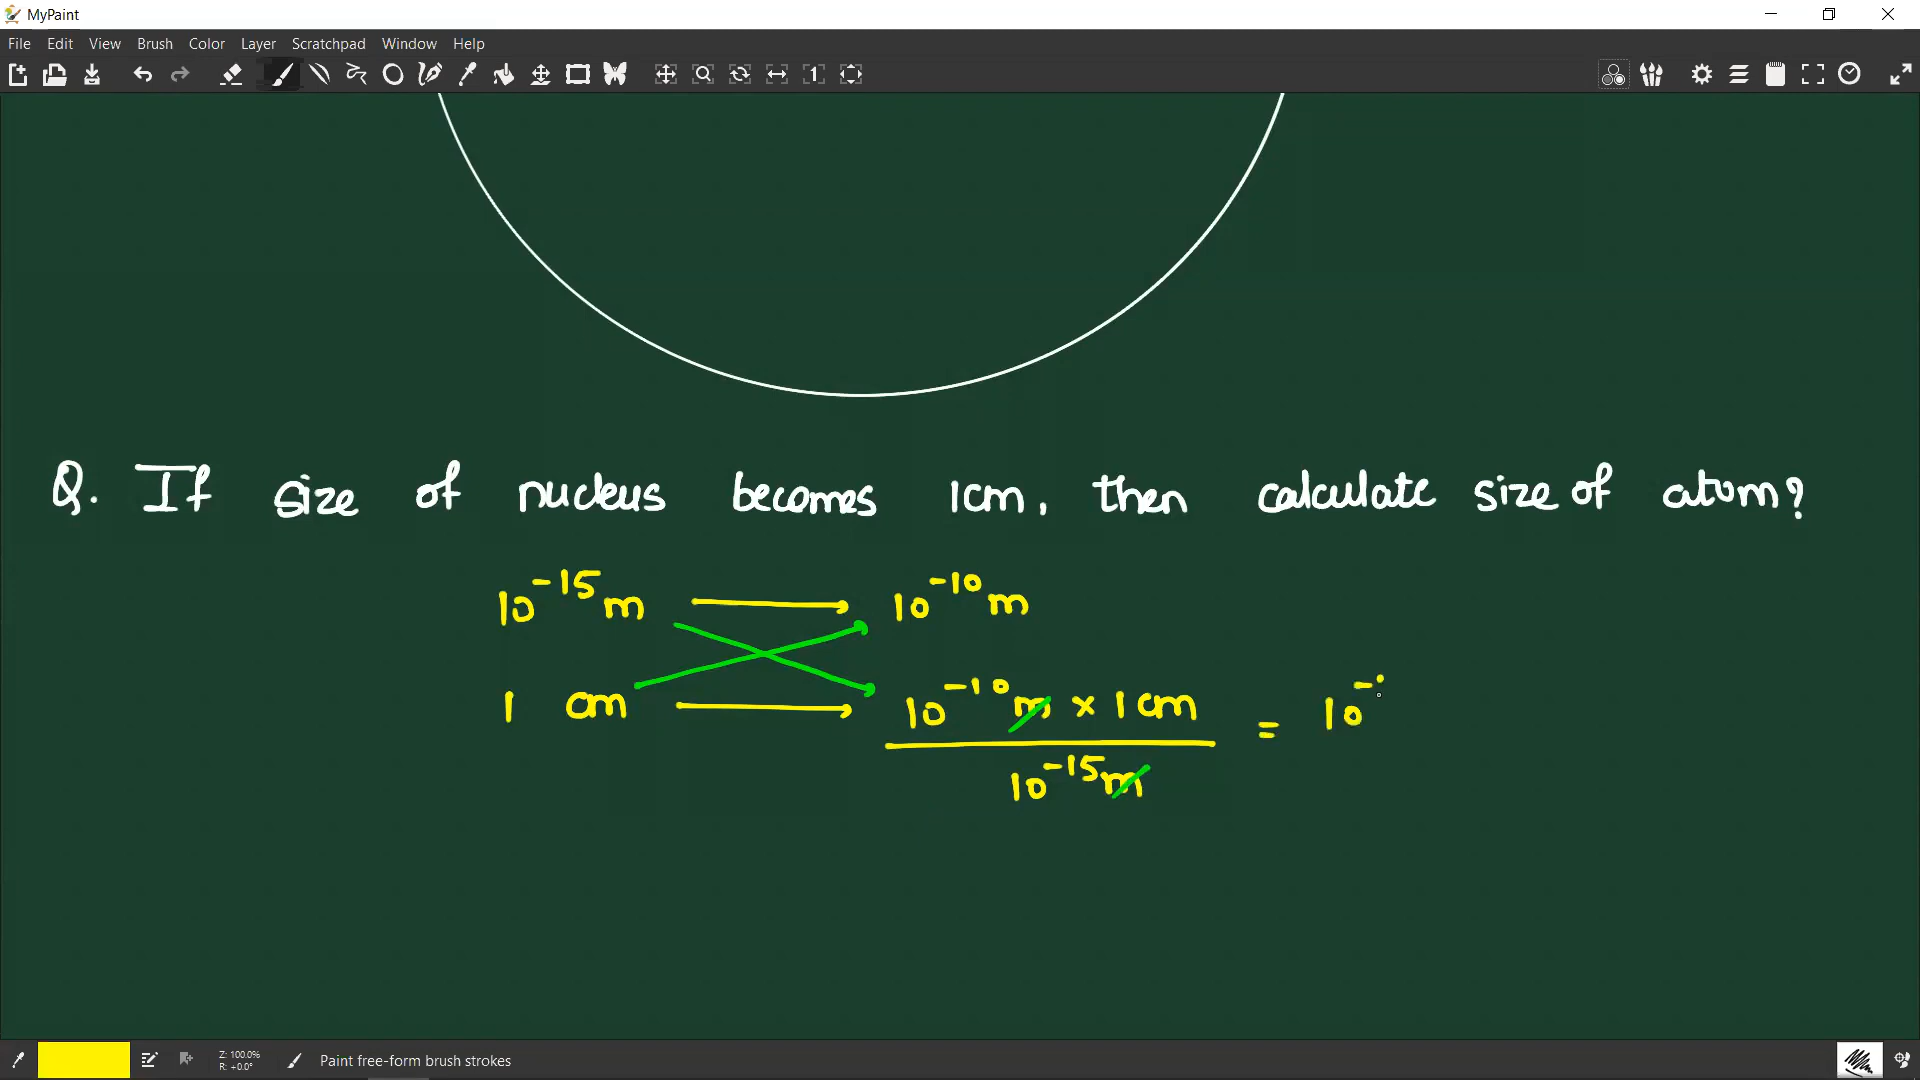 MyPaint
File Edit View Brush Color Layer Scratchpad Window Help
Q. If size of nucleus becomes 1cm, then calculate size of atom?
10⁻¹⁵m → 10⁻¹⁰m
1 cm → 10⁻¹⁰m × 1cm = 10⁻
10⁻¹⁵m
Z: 100.0%
R: +0.0°
Paint free-form brush strokes